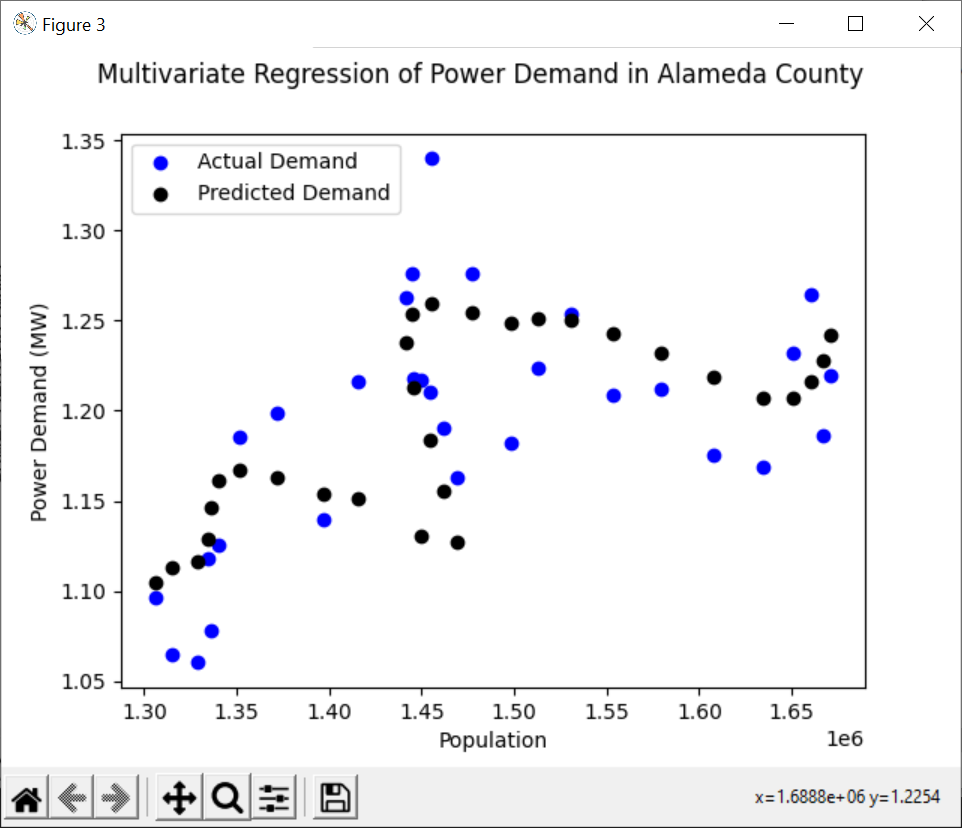 Figure 3
Multivariate Regression of Power Demand in Alameda County
Actual Demand
Predicted Demand
Power Demand (MW)
1.35
1.30
1.25
1.20
1.15
1.10
1.05
1.30 1.35 1.40 1.45 1.50 1.55 1.60 1.65
Population
1e6
x=1.6888e+06 y=1.2254